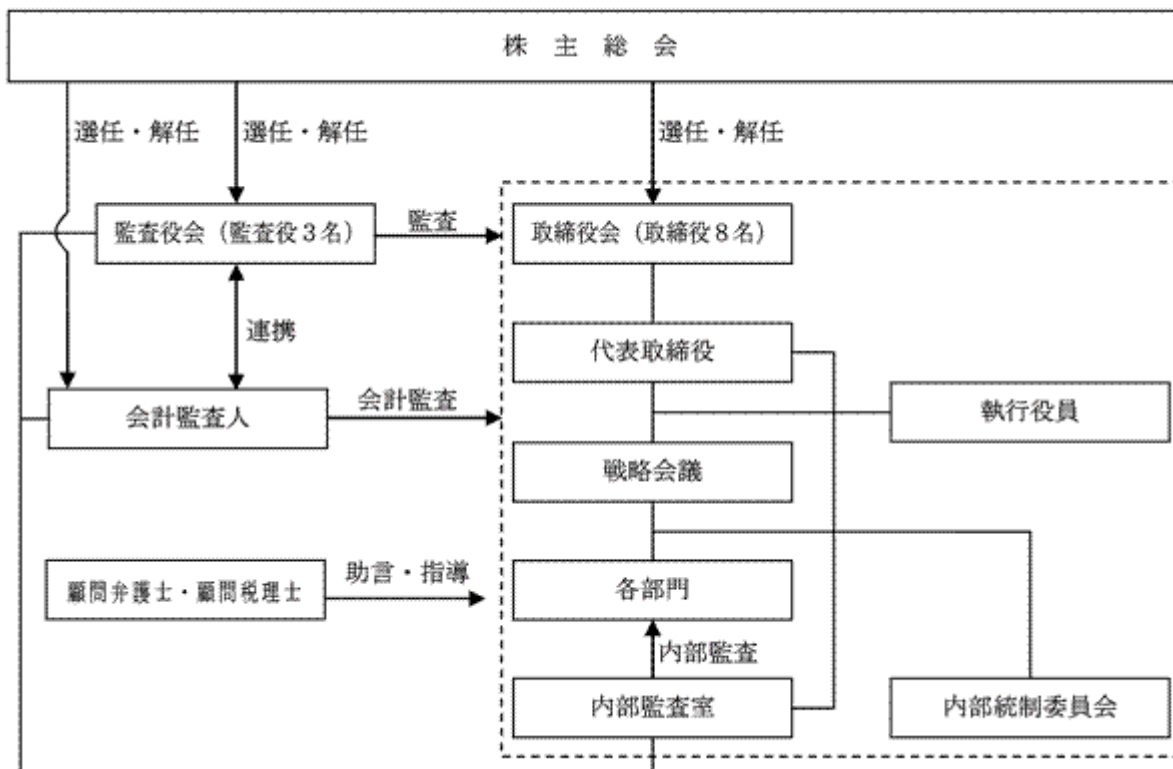 株主総会
選任・解任
選任・解任
選任・解任
監査役会（監査役３名）
監査
取締役会（取締役８名）
連携
代表取締役
会計監査人
会計監査
執行役員
戦略会議
顧問弁護士・顧問税理士
助言・指導
各部門
内部監査
内部監査室
内部統制委員会